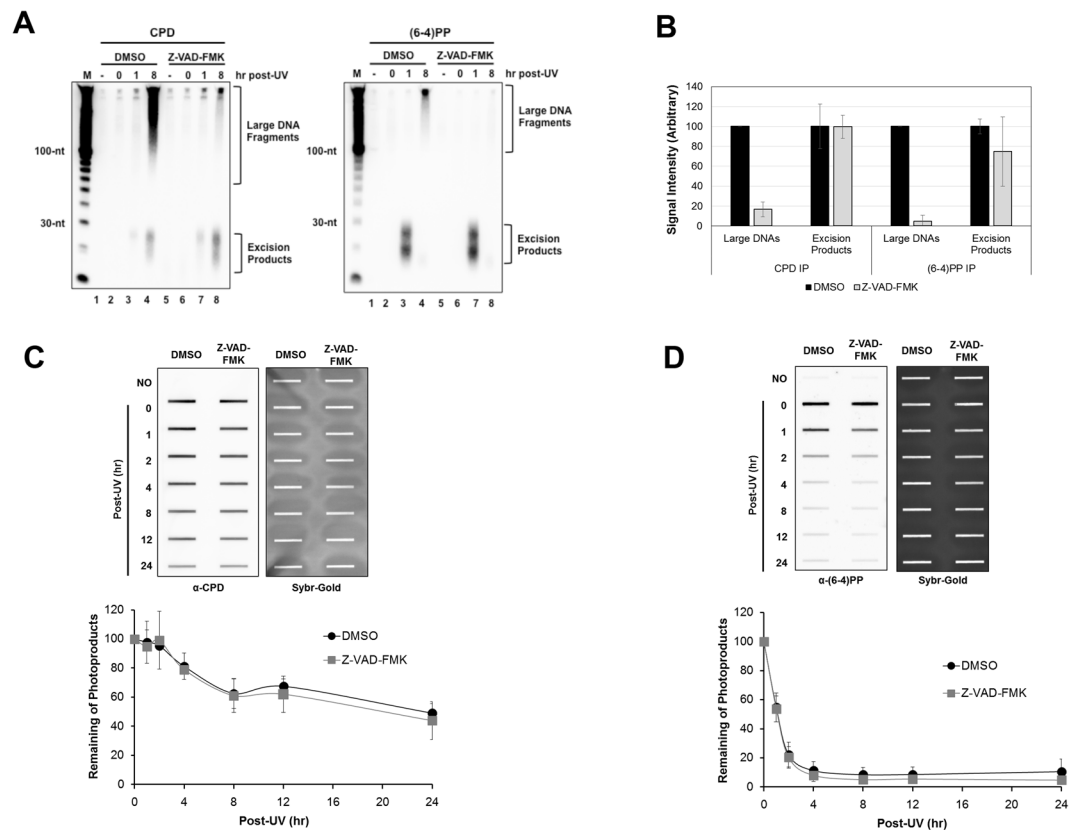 A
CPD
DMSO Z-VAD-FMK
M - 0 1 8 - 0 1 8 hr post-UV
Large DNA
Fragments
100-nt
30-nt
Excision
Products
1 2 3 4 5 6 7 8
(6-4)PP
DMSO Z-VAD-FMK
M - 0 1 8 - 0 1 8
hr post-UV
Large DNA
Fragments
100-nt
30-nt
Excision
Products
1 2 3 4 5 6 7 8
B
Signal Intensity (Arbitrary)
140
120
100
80
60
40
20
0
Large DNAs Excision Products Large DNAs Excision Products
CPD IP (6-4)PP IP
DMSO Z-VAD-FMK
C
DMSO Z-VAD-FMK DMSO Z-VAD-FMK
NO
0
1
2
4
8
12
24
Post-UV (hr)
α-CPD Sybr-Gold
Remaining of Photoproducts
120
100
80
60
40
20
0
DMSO
Z-VAD-FMK
0 4 8 12 16 20 24
Post-UV (hr)
D
DMSO Z-VAD-FMK DMSO Z-VAD-FMK
NO
0
1
2
4
8
12
24
Post-UV (hr)
α-(6-4)PP Sybr-Gold
Remaining of Photoproducts
120
100
80
60
40
20
0
DMSO
Z-VAD-FMK
0 4 8 12 16 20 24
Post-UV (hr)